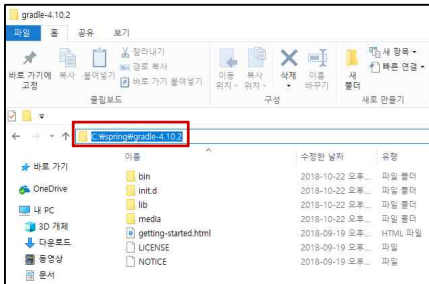 gradle-4.10.2
파일 홈 공유 보기
바로 가기에 고정
복사
붙여넣기
잘라내기
경로 복사
바로 가기 붙여넣기
클립보드
이동 위치
복사 위치
삭제
이름 바꾸기
구성
새 폴더
새 항목
빠른 연결
새로 만들기
C:₩spring₩gradle-4.10.2
이름 수정한 날짜 유형
바로 가기
OneDrive
내 PC
3D 개체
다운로드
동영상
문서
bin 2018-10-22 오후... 파일 폴더
init.d 2018-10-22 오후... 파일 폴더
lib 2018-10-22 오후... 파일 폴더
media 2018-10-22 오후... 파일 폴더
getting-started.html 2018-09-19 오후... HTML 파일
LICENSE 2018-09-19 오후... 파일
NOTICE 2018-09-19 오후... 파일